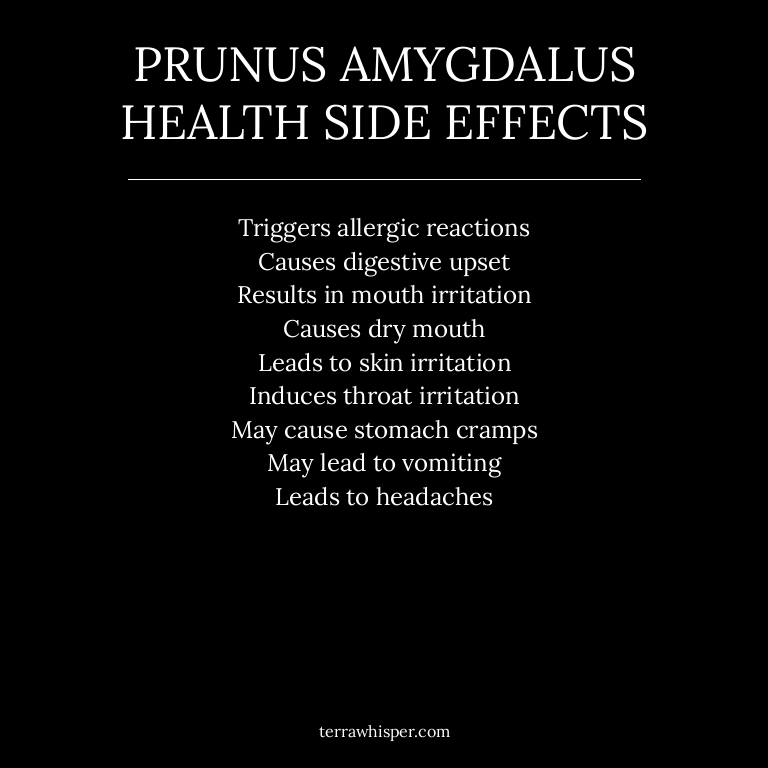 PRUNUS AMYGDALUS
HEALTH SIDE EFFECTS
Triggers allergic reactions
Causes digestive upset
Results in mouth irritation
Causes dry mouth
Leads to skin irritation
Induces throat irritation
May cause stomach cramps
May lead to vomiting
Leads to headaches
terrawhisper.com